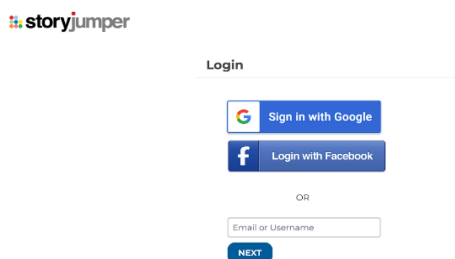 storyjumper
Login
Sign in with Google
Login with Facebook
OR
Email or Username
NEXT